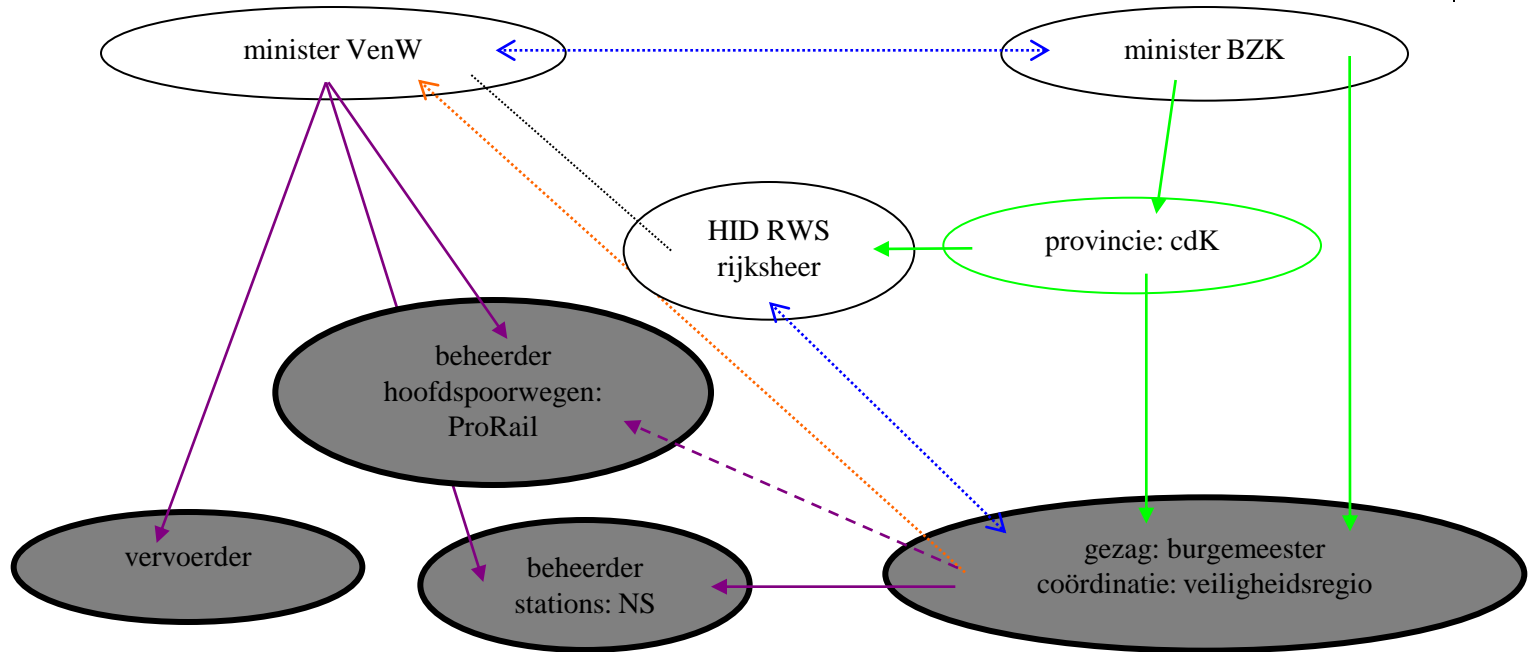 minister VenW
minister BZK
HID RWS
rijksheer
provincie: cdK
beheerder
hoofdspoorwegen:
ProRail
vervoerder
beheerder
stations: NS
gezag: burgemeester
coördinatie: veiligheidsregio